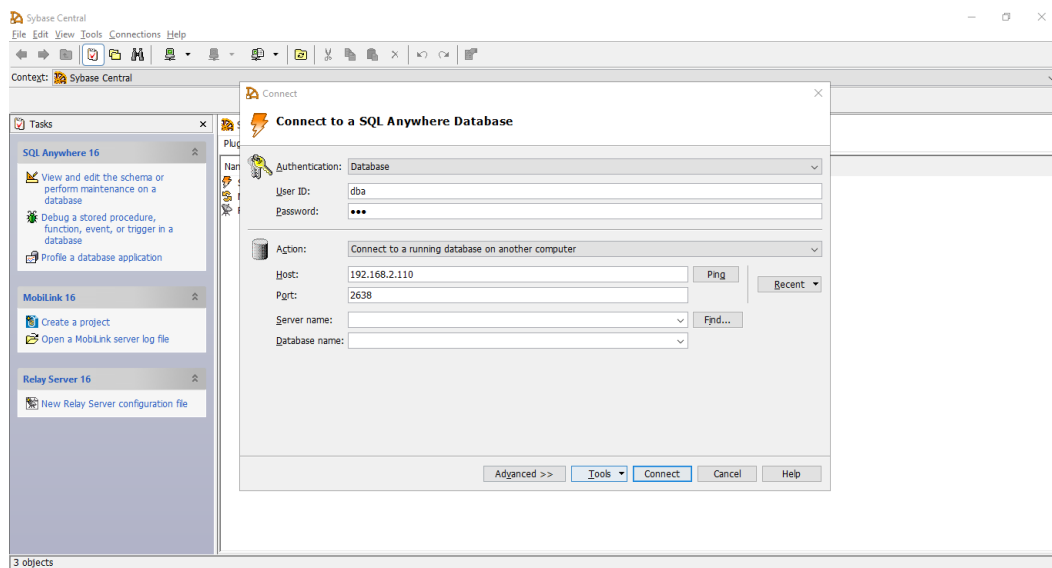 Sybase Central
File Edit View Tools Connections Help
Context: Sybase Central
Tasks
SQL Anywhere 16
View and edit the schema or
perform maintenance on a
database
Debug a stored procedure,
function, event, or trigger in a
database
Profile a database application
MobiLink 16
Create a project
Open a MobiLink server log file
Relay Server 16
New Relay Server configuration file
Connect
Connect to a SQL Anywhere Database
Authentication: Database
User ID: dba
Password: •••
Action: Connect to a running database on another computer
Host: 192.168.2.110 Ping
Port: 2638
Recent
Server name: Find...
Database name:
Advanced >> Tools Connect Cancel Help
3 objects